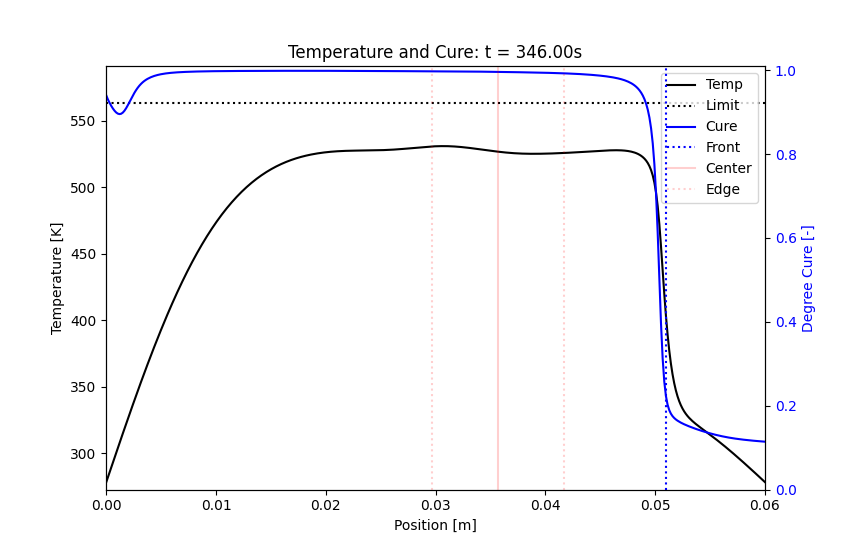 Temperature and Cure: t = 346.00s
Temp
Limit
Cure
Front
Center
Edge
550
500
450
400
350
300
Temperature [K]
1.0
0.8
0.6
0.4
0.2
0.0
Degree Cure [-]
0.00 0.01 0.02 0.03 0.04 0.05 0.06
Position [m]